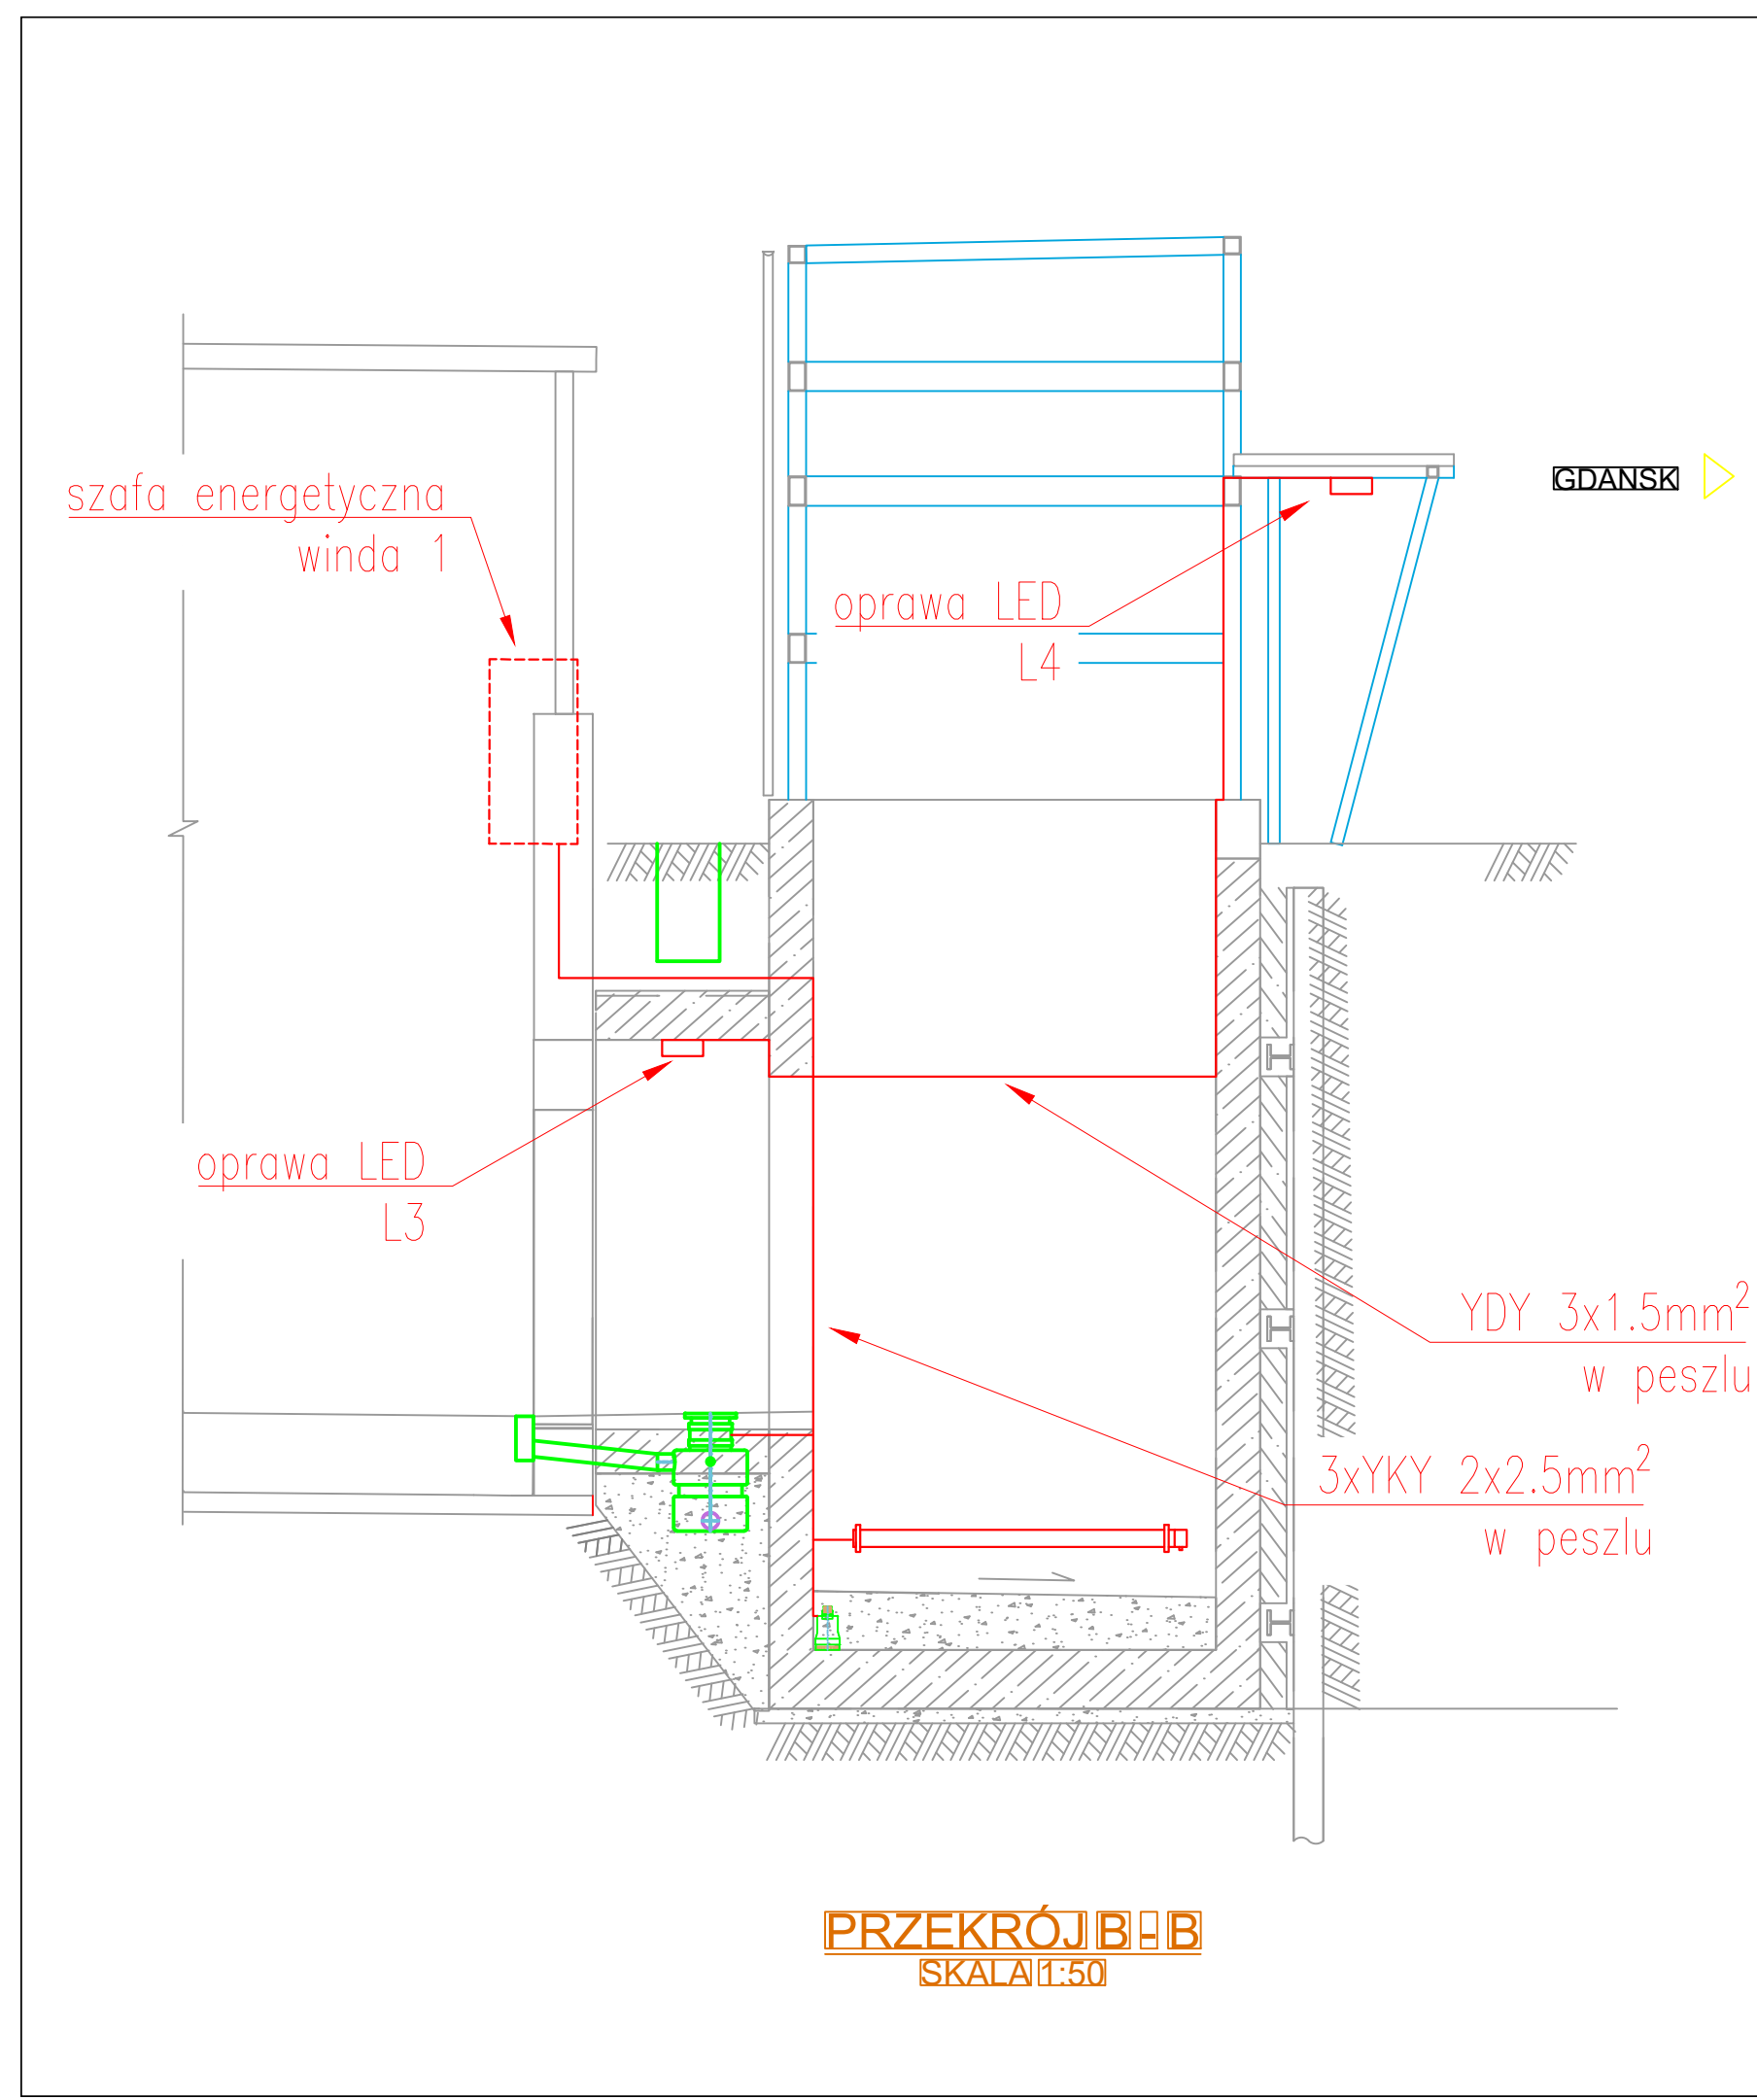 szafa energetyczna
winda 1
GDAŃSK
oprawa LED
L4
oprawa LED
L3
YDY 3x1.5mm²
w peszlu
3xYKY 2x2.5mm²
w peszlu
PRZEKRÓJ B - B
SKALA 1:50